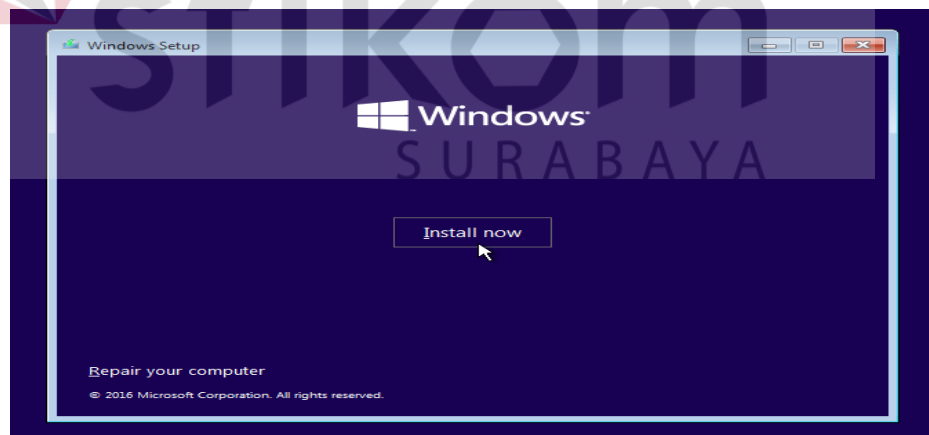 STIKOM
Windows Setup
Windows
SURABAYA
Install now
Repair your computer
© 2016 Microsoft Corporation. All rights reserved.